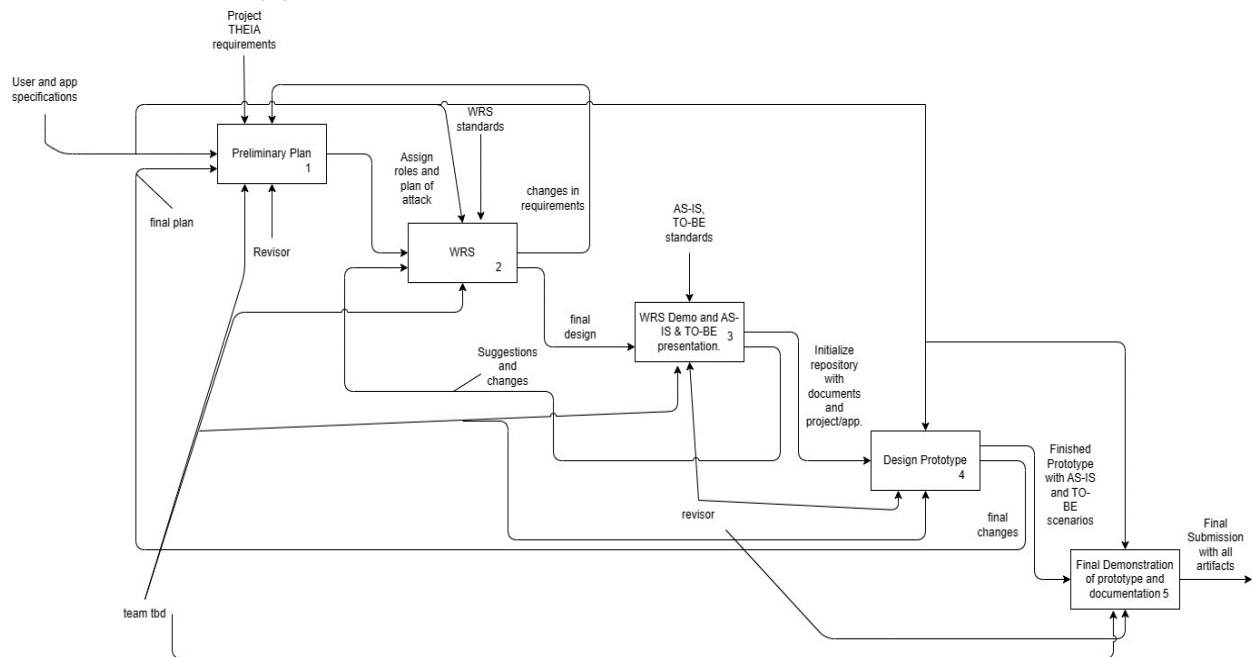 Project
THEIA
requirements
User and app
specifications
WRS
standards
Preliminary Plan
1
Assign
roles and
plan of
attack
changes in
requirements
final plan
Revisor
AS-IS,
TO-BE
standards
WRS
2
final
design
WRS Demo and AS-
IS & TO-BE
presentation.
3
Suggestions
and
changes
Initialize
repository
with
documents
and
project/app.
Design Prototype
4
Finished
Prototype
with AS-IS
and TO-
BE
scenarios
revisor
final
changes
Final
Submission
with all
artifacts
Final Demonstration
of prototype and
documentation 5
team tbd